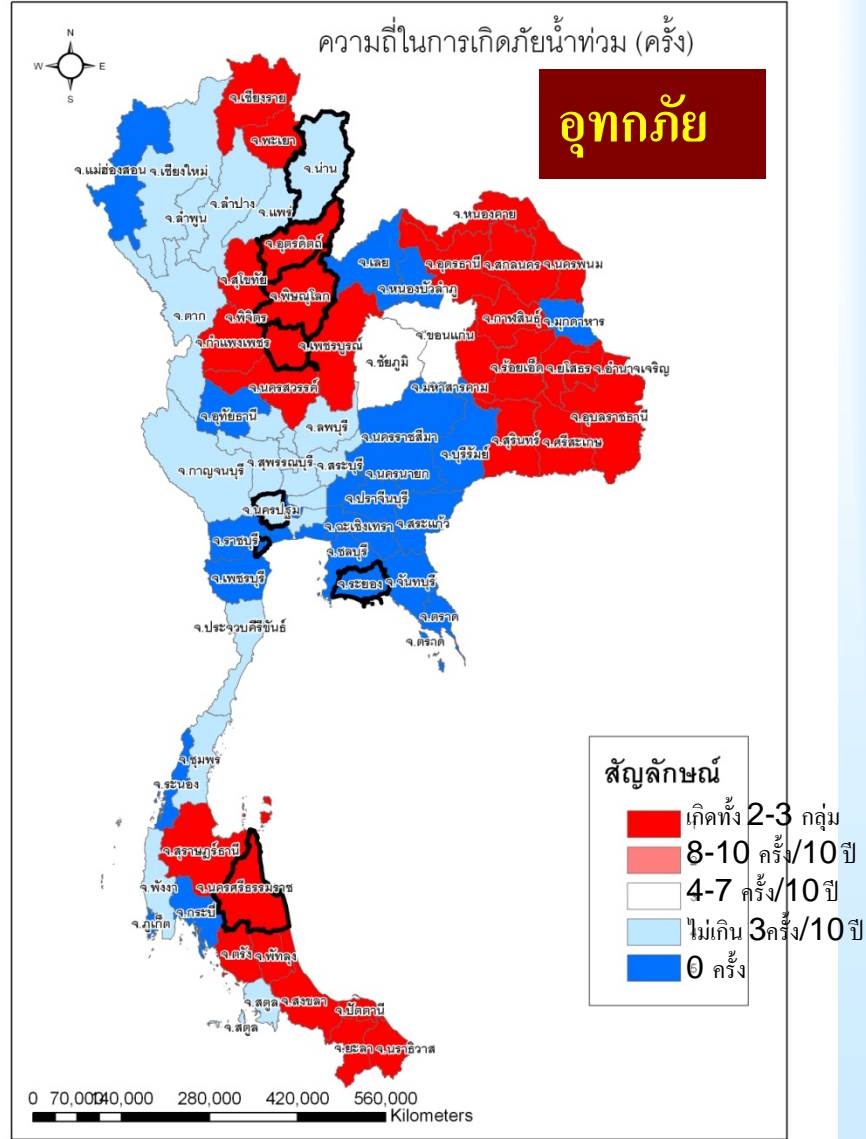 ความถี่ในการเกิดภัยน้ำท่วม (ครั้ง)
อุทกภัย
N
W
E
S
จ.เชียงราย
จ.พะเยา
จ.น่าน
จ.แม่ฮ่องสอน
จ.เชียงใหม่
จ.ลำปาง
จ.แพร่
จ.ลำพูน
จ.หนองคาย
จ.อุตรดิตถ์
จ.เลย
จ.อุดรธานี
จ.สกลนคร
จ.นครพนม
จ.สุโขทัย
จ.หนองบัวลำภู
จ.พิษณุโลก
จ.ตาก
จ.พิจิตร
จ.กาฬสินธุ์
จ.มุกดาหาร
จ.ขอนแก่น
จ.กำแพงเพชร
จ.เพชรบูรณ์
จ.ชัยภูมิ
จ.ร้อยเอ็ด
จ.ยโสธร
จ.อำนาจเจริญ
จ.นครสวรรค์
จ.มหาสารคาม
จ.อุทัยธานี
จ.อุบลราชธานี
จ.ลพบุรี
จ.นครราชสีมา
จ.สุรินทร์
จ.ศรีสะเกษ
จ.บุรีรัมย์
จ.กาญจนบุรี
จ.สุพรรณบุรี
จ.สระบุรี
จ.นครนายก
จ.ปราจีนบุรี
จ.นครปฐม
จ.ฉะเชิงเทรา
จ.สระแก้ว
จ.ราชบุรี
จ.ชลบุรี
จ.เพชรบุรี
จ.ระยอง
จ.จันทบุรี
จ.ตราด
จ.ตราด
จ.ประจวบคีรีขันธ์
จ.ชุมพร
จ.ระนอง
จ.สุราษฎร์ธานี
จ.พังงา
จ.นครศรีธรรมราช
จ.กระบี่
จ.ภูเก็ต
จ.ตรัง
จ.พัทลุง
จ.สตูล
จ.สงขลา
จ.ปัตตานี
จ.สตูล
จ.ยะลา
จ.นราธิวาส
สัญลักษณ์
เกิดทั้ง 2-3 กลุ่ม
8-10 ครั้ง/10 ปี
4-7 ครั้ง/10 ปี
ไม่เกิน 3ครั้ง/10 ปี
0 ครั้ง
0 70,000 140,000 280,000 420,000 560,000
Kilometers